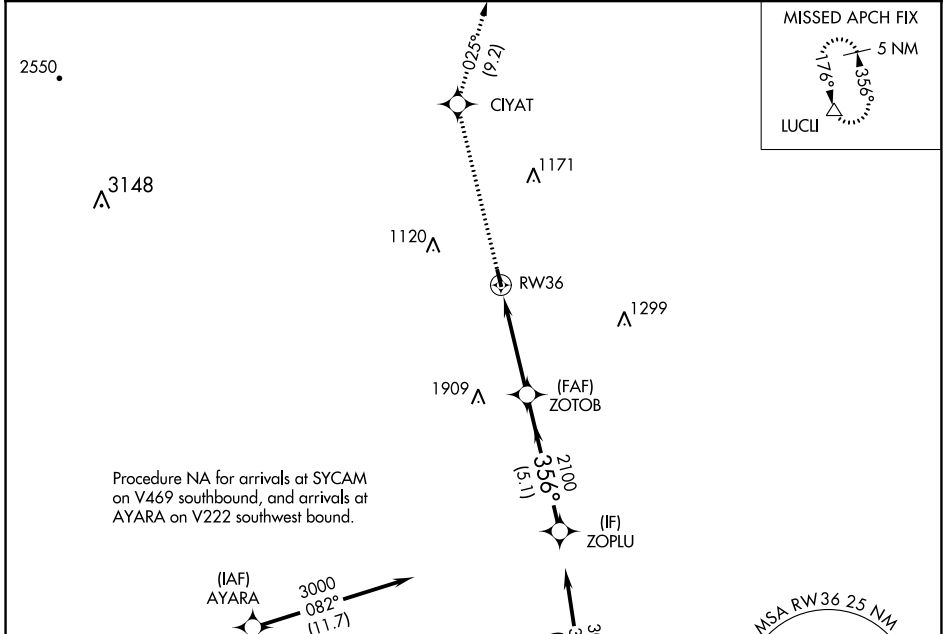 MISSED APCH FIX
5 NM
176°
356°
LUCLI
025°
(9.2)
2550
CIYAT
1171
3148
1120
RW36
1299
1909
(FAF)
ZOTOB
2100
356°
(5.1)
Procedure NA for arrivals at SYCAM
on V469 southbound, and arrivals at
AYARA on V222 southwest bound.
(IF)
ZOPLU
(IAF)
AYARA
3000
082°
(11.7)
MSA RW36 25 NM